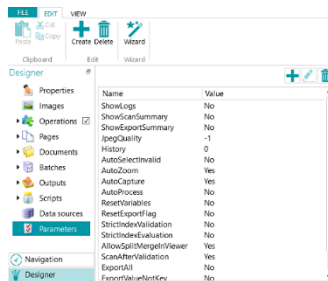 FILE EDIT VIEW
Paste Cut Copy Create Delete Wizard
Clipboard Edit Wizard
Designer
Properties
Images
Operations
Pages
Documents
Batches
Outputs
Scripts
Data sources
Parameters
Navigation
Designer
Name Value
ShowLogs No
ShowScanSummary No
ShowExportSummary No
JpegQuality -1
History 0
AutoSelectInvalid No
AutoZoom Yes
AutoCapture Yes
AutoProcess No
ResetVariables No
ResetExportFlag No
StrictIndexValidation No
StrictIndexEvaluation No
AllowSplitMergeInViewer Yes
ScanAfterValidation Yes
ExportAll No
ExportValueNotKey No